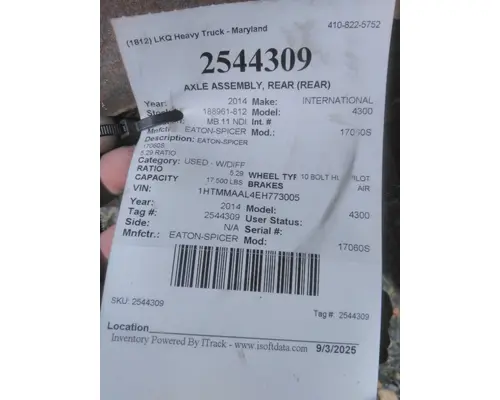 (1812) LKQ Heavy Truck - Maryland 410-822-5752
2544309
AXLE ASSEMBLY, REAR (REAR)
Year: 2014 Make: INTERNATIONAL
188961-812 Model: 4300
MB 11 NDI Int. #
Mnfctr: EATON-SPICER Mod.: 17060S
Description: EATON-SPICER
17060S
5.29 RATIO
Category: USED - W/DIFF
RATIO 5.29 WHEEL TYP 10 BOLT
CAPACITY 17,500 LBS BRAKES AIR
VIN: 1HTMMAAL4EH773005
Year: 2014 Model: 4300
Tag #: 2544309 User Status:
Side: N/A Serial #:
Mnfctr.: EATON-SPICER Mod: 17060S
SKU: 2544309 Tag #: 2544309
Location
Inventory Powered By ITrack - www.isoftdata.com 9/3/2025